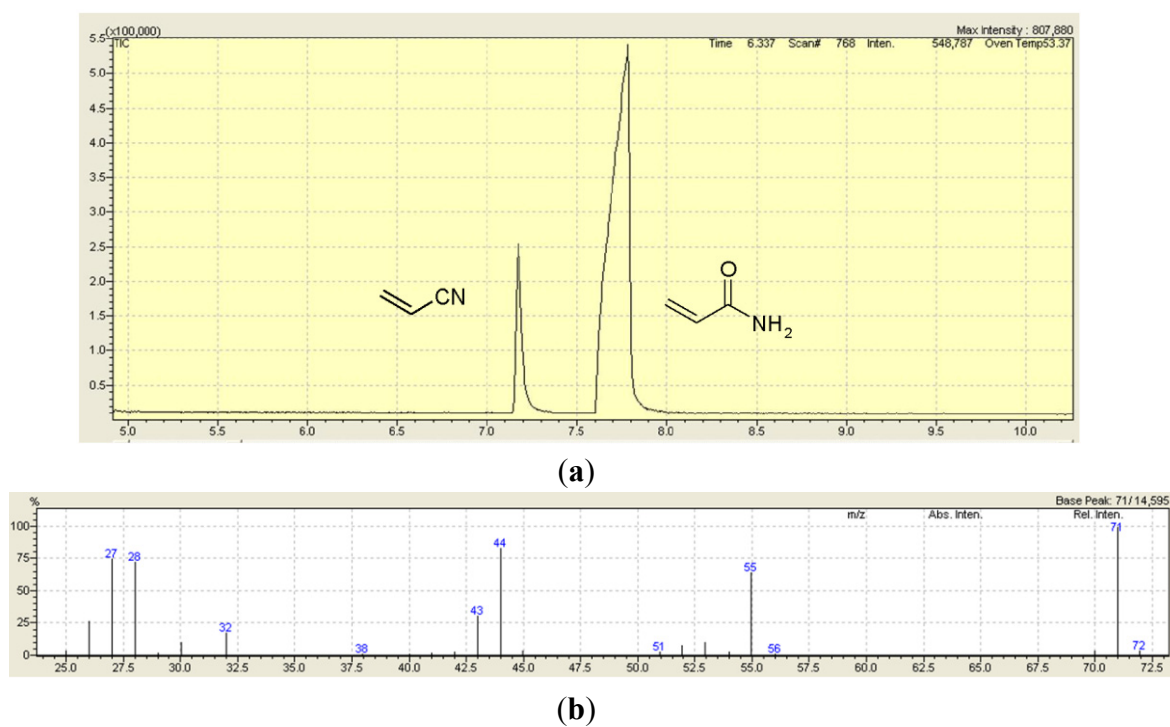 (x100,000)
Max Intensity : 807,880
TIC
Time 6.337 Scan# 768 Inten. 548,787 Oven Temp 53.37
5.5
5.0
4.5
4.0
3.5
3.0
2.5
2.0
1.5
1.0
0.5
CN
O
NH2
5.0 5.5 6.0 6.5 7.0 7.5 8.0 8.5 9.0 9.5 10.0
(a)
%
Base Peak: 71/14,595
m/z Abs. Inten. Rel. Inten.
100
75
50
25
0
27 28 32 38 43 44 51 55 56 71 72
25.0 27.5 30.0 32.5 35.0 37.5 40.0 42.5 45.0 47.5 50.0 52.5 55.0 57.5 60.0 62.5 65.0 67.5 70.0 72.5
(b)